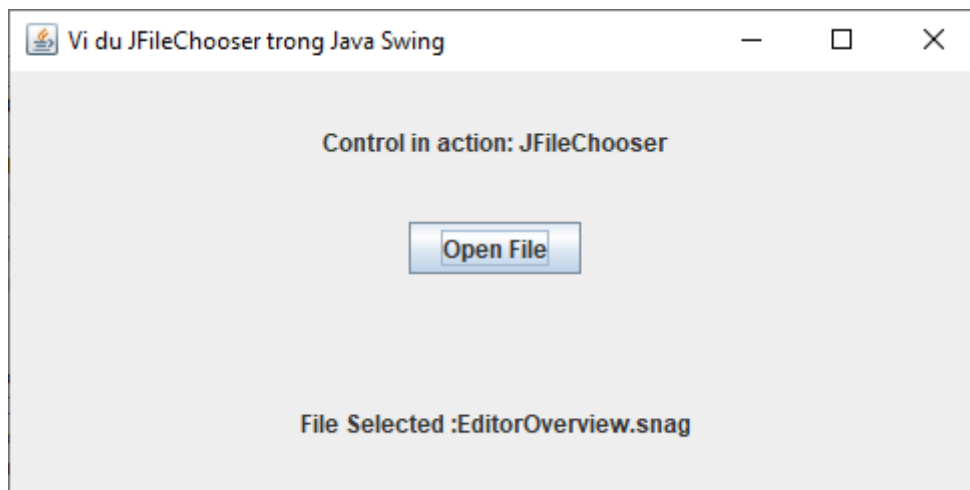 Vi du JFileChooser trong Java Swing
Control in action: JFileChooser
Open File
File Selected :EditorOverview.snag